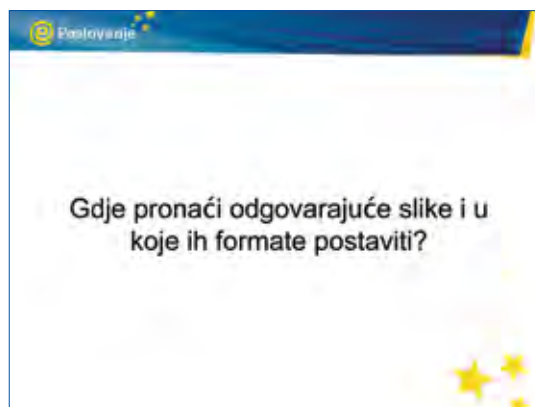 e Poslovanje
Gdje pronaći odgovarajuće slike i u
koje ih formate postaviti?